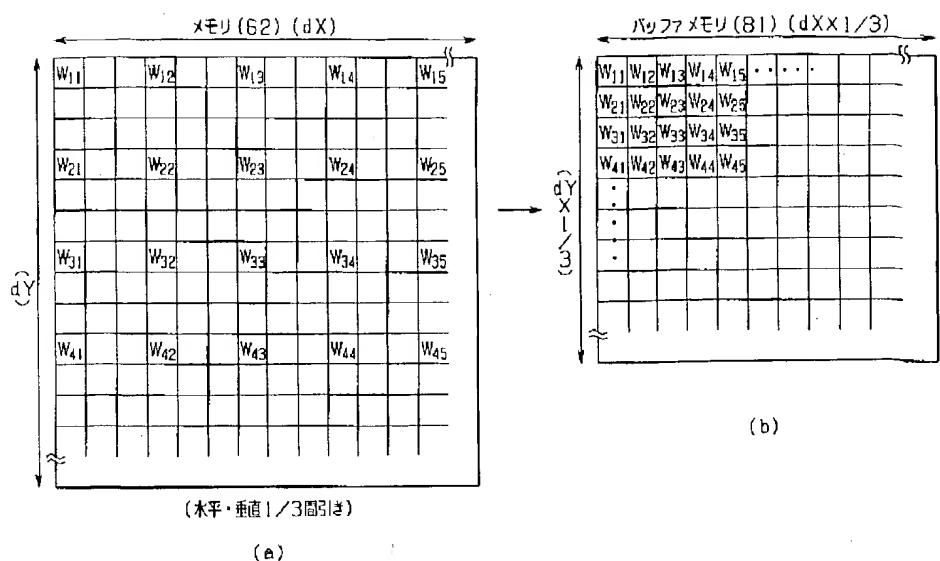 メモリ(62)(dX)
W11 W12 W13 W14 W15
W21 W22 W23 W24 W25
W31 W32 W33 W34 W35
W41 W42 W43 W44 W45
(dY)
(水平・垂直1/3間引き)
(a)
バッファメモリ(81)(dX×1/3)
W11 W12 W13 W14 W15 ・・・・・
W21 W22 W23 W24 W25
W31 W32 W33 W34 W35
W41 W42 W43 W44 W45
(dY×1/3)
(b)